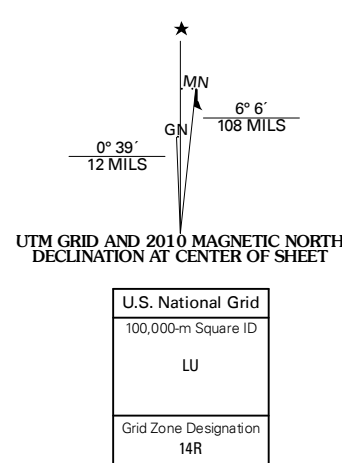 MN
6° 6´
108 MILS
GN
0° 39´
12 MILS
UTM GRID AND 2010 MAGNETIC NORTH
DECLINATION AT CENTER OF SHEET
U.S. National Grid
100,000-m Square ID
LU
Grid Zone Designation
14R